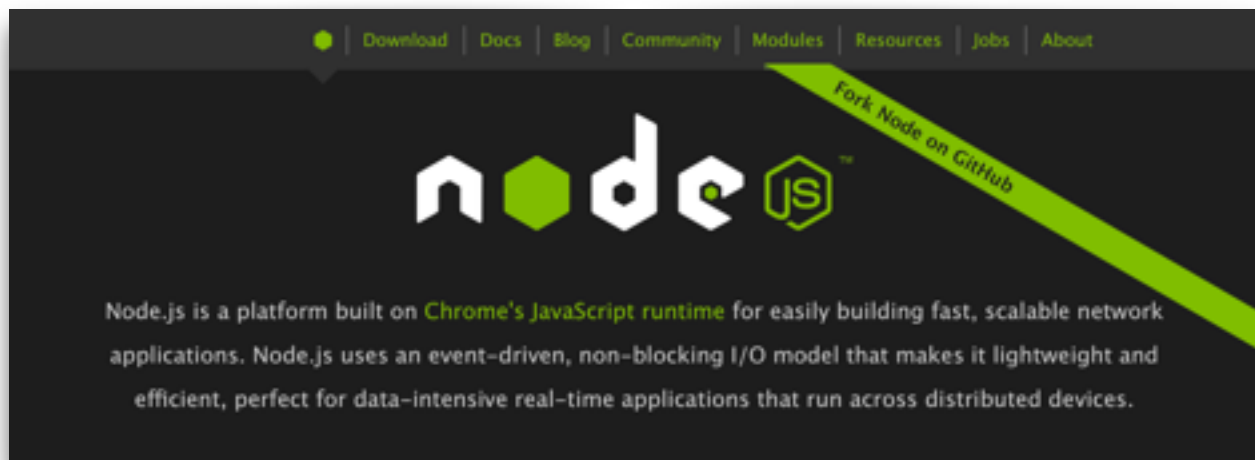 Download Docs Blog Community Modules Resources Jobs About
Fork Node on GitHub
node JS ™
Node.js is a platform built on Chrome's JavaScript runtime for easily building fast, scalable network
applications. Node.js uses an event-driven, non-blocking I/O model that makes it lightweight and
efficient, perfect for data-intensive real-time applications that run across distributed devices.